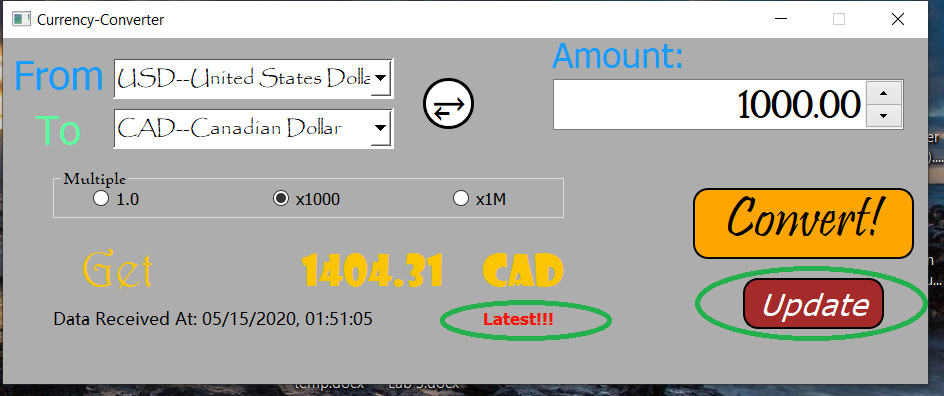 Currency-Converter
From
USD--United States Dolla
To
CAD--Canadian Dollar
Amount:
1000.00
Multiple
1.0
x1000
x1M
Convert!
Get
1404.31 CAD
Update
Data Received At: 05/15/2020, 01:51:05
Latest!!!
temp.docx
Lab 5.docx